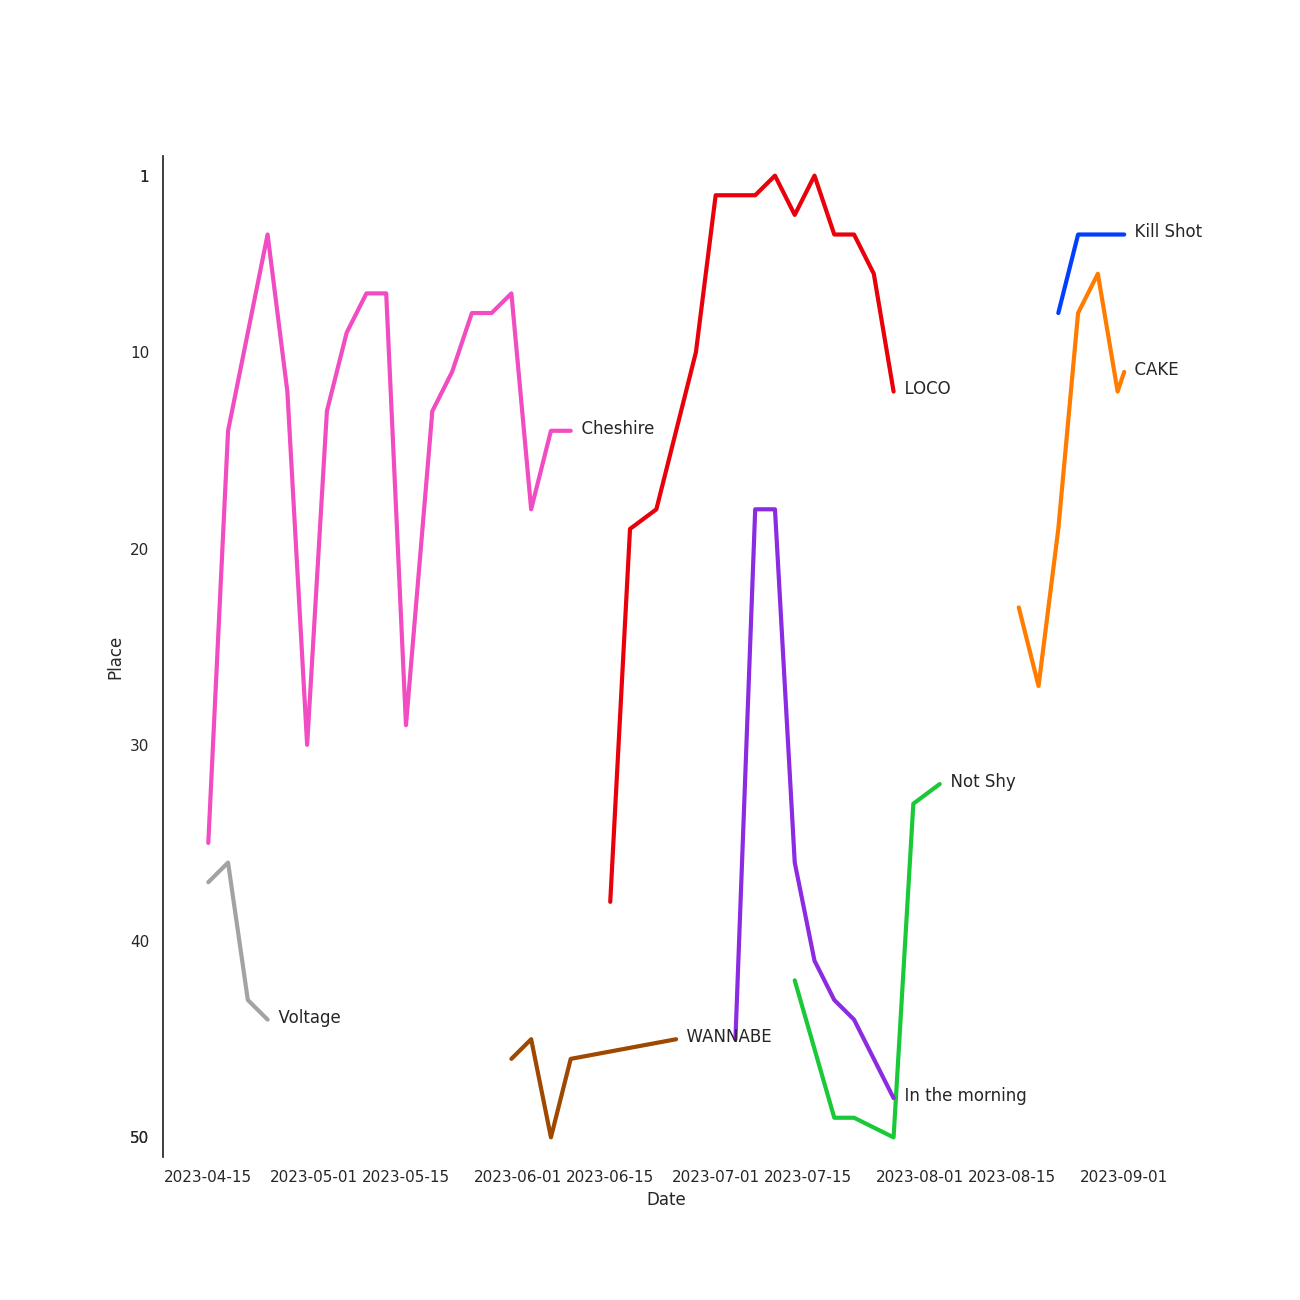 1
Kill Shot
10
CAKE
LOCO
Cheshire
20
Place
30
Not Shy
40
Voltage
WANNABE
In the morning
50
2023-04-15 2023-05-01 2023-05-15 2023-06-01 2023-06-15 2023-07-01 2023-07-15 2023-08-01 2023-08-15 2023-09-01
Date